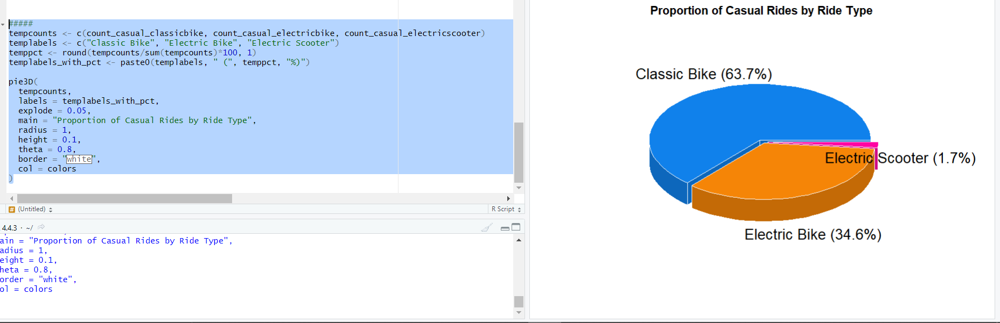 #####
tempcounts <- c(count_casual_classicbike, count_casual_electricbike, count_casual_electricscooter)
templabels <- c("Classic Bike", "Electric Bike", "Electric Scooter")
temppct <- round(tempcounts/sum(tempcounts)*100, 1)
templabels_with_pct <- paste0(templabels, " (", temppct, "%)")
pie3D(
tempcounts,
labels = templabels_with_pct,
explode = 0.05,
main = "Proportion of Casual Rides by Ride Type",
radius = 1,
height = 0.1,
theta = 0.8,
border = "white",
col = colors
)
(Untitled)
R Script
4.4.3 · ~/
ain = "Proportion of Casual Rides by Ride Type",
adius = 1,
eight = 0.1,
heta = 0.8,
order = "white",
ol = colors
Proportion of Casual Rides by Ride Type
Classic Bike (63.7%)
Electric Scooter (1.7%)
Electric Bike (34.6%)